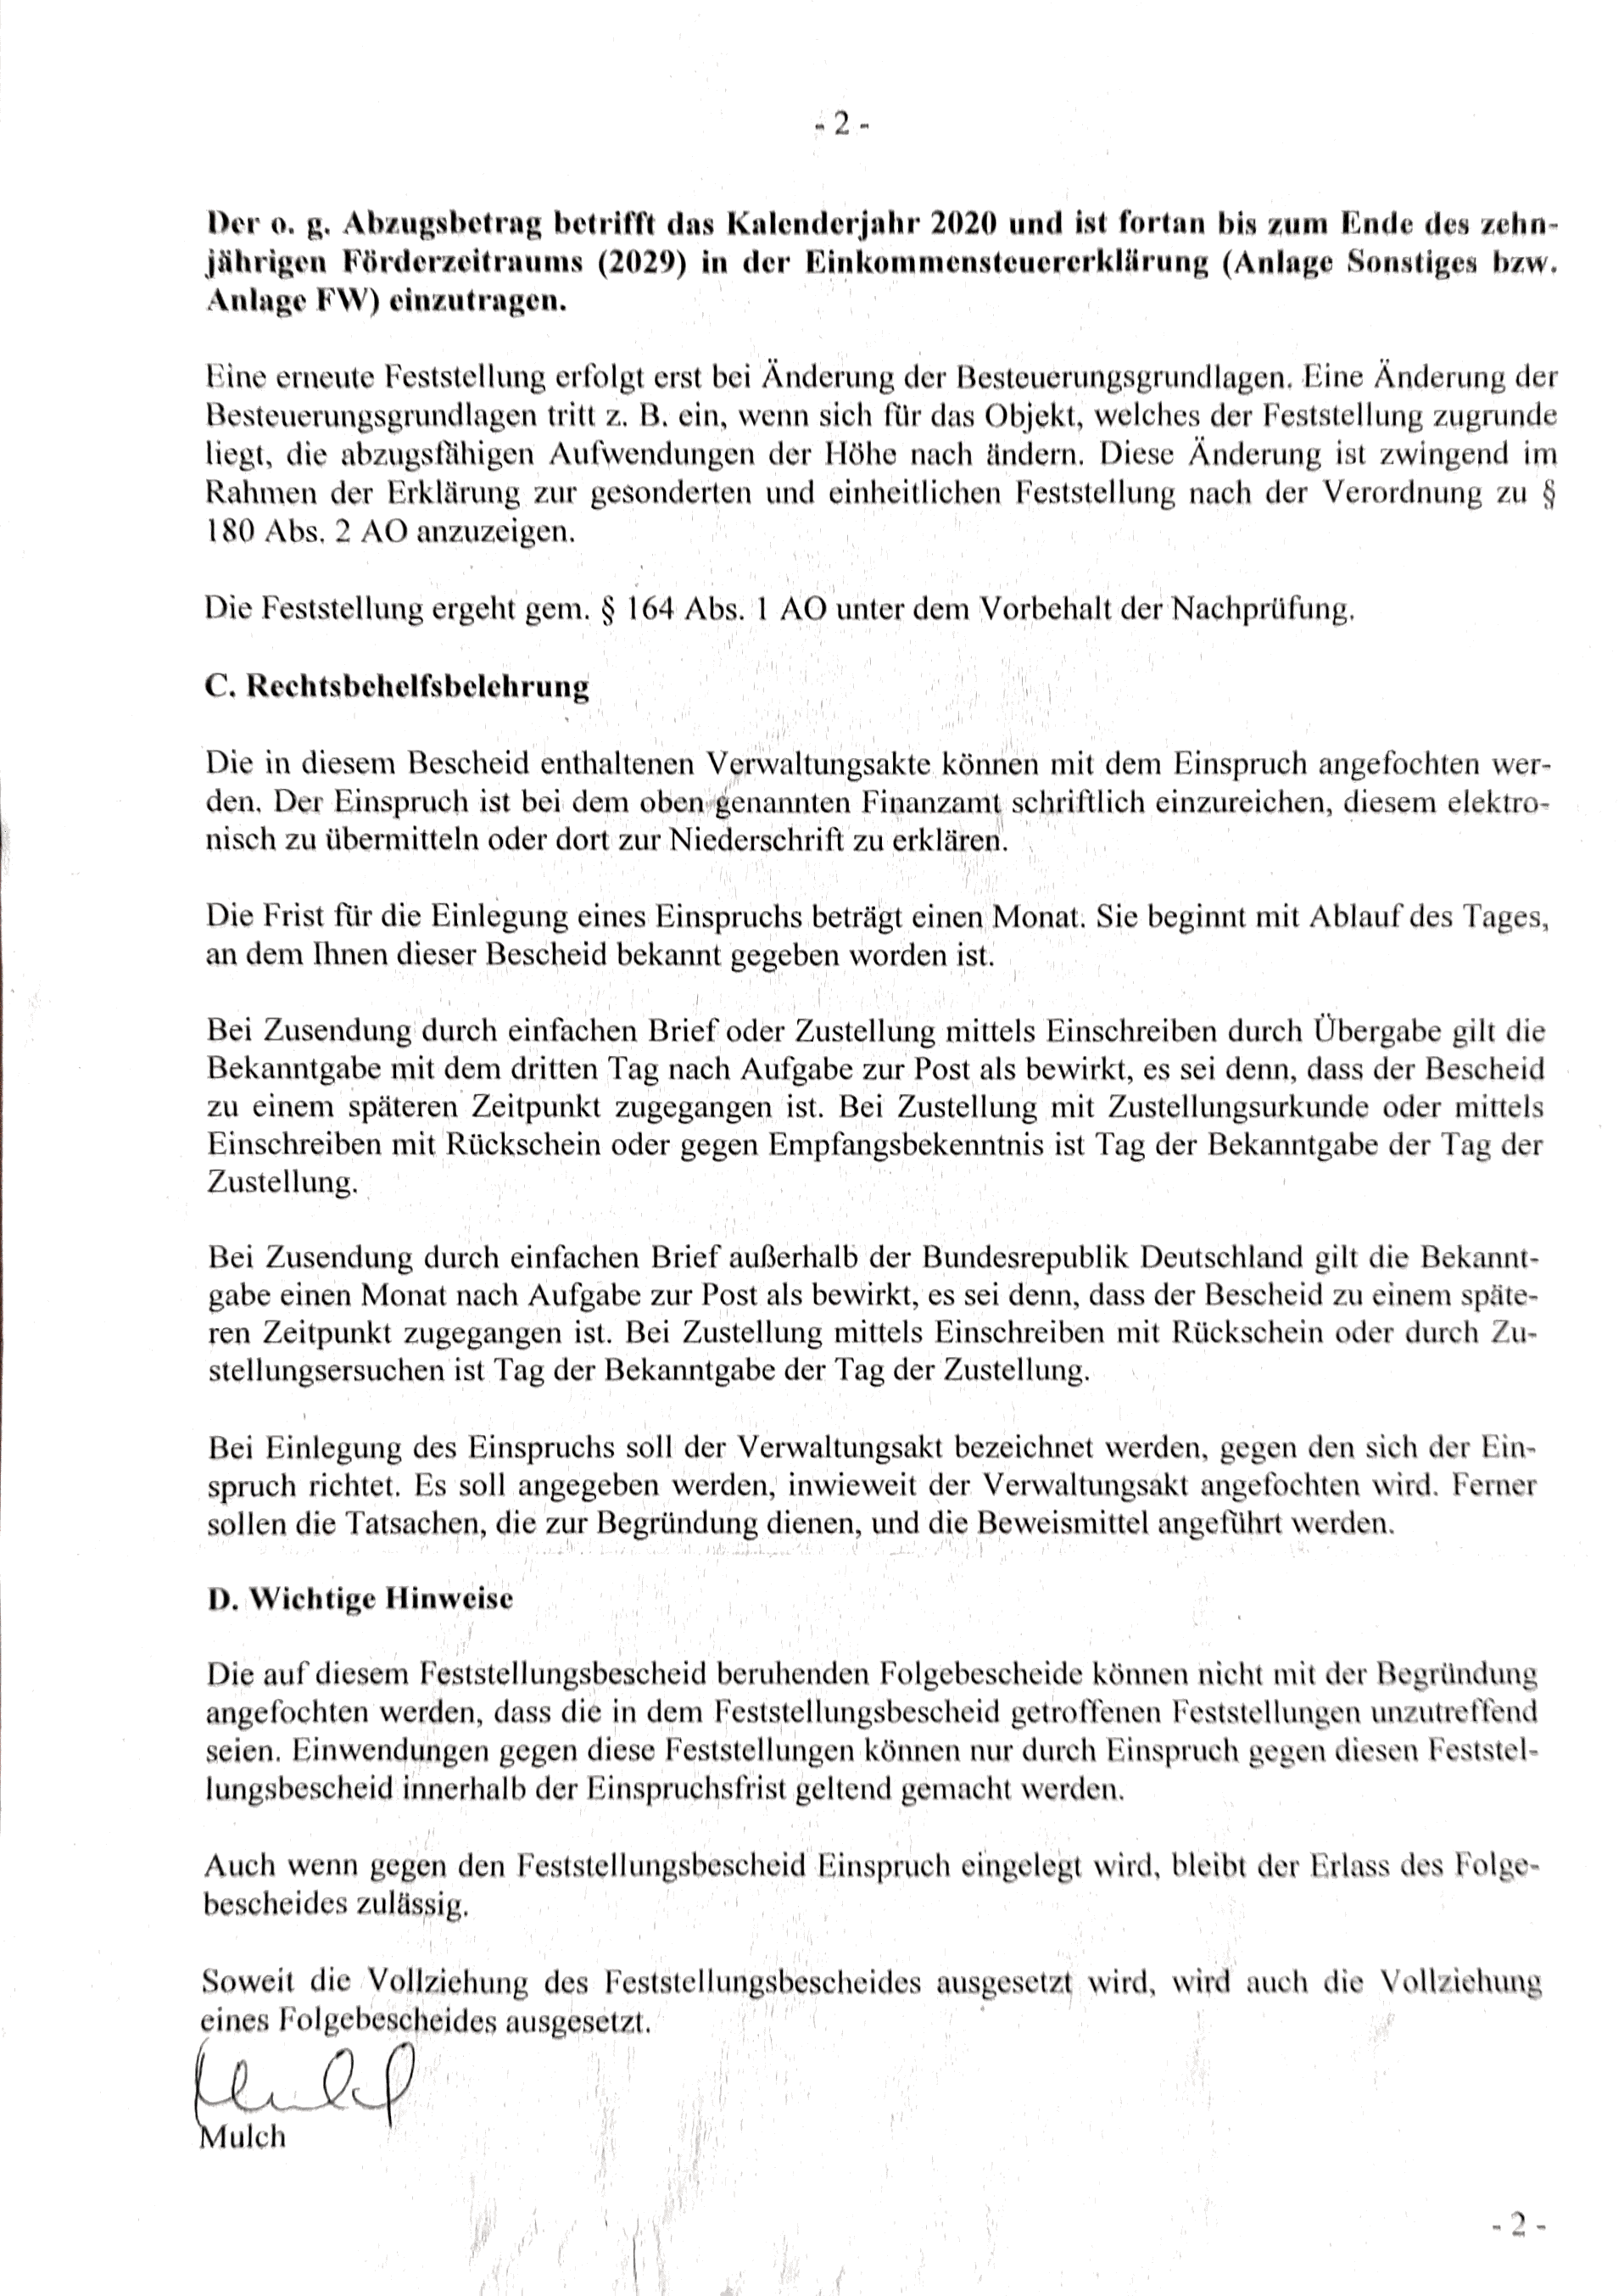 - 2 -
Der o. g. Abzugsbetrag betrifft das Kalenderjahr 2020 und ist fortan bis zum Ende des zehn-
jährigen Förderzeitraums (2029) in der Einkommensteuererklärung (Anlage Sonstiges bzw.
Anlage FW) einzutragen.
Eine erneute Feststellung erfolgt erst bei Änderung der Besteuerungsgrundlagen. Eine Änderung der
Besteuerungsgrundlagen tritt z. B. ein, wenn sich für das Objekt, welches der Feststellung zugrunde
liegt, die abzugsfähigen Aufwendungen der Höhe nach ändern. Diese Änderung ist zwingend im
Rahmen der Erklärung zur gesonderten und einheitlichen Feststellung nach der Verordnung zu §
180 Abs. 2 AO anzuzeigen.
Die Feststellung ergeht gem. § 164 Abs. 1 AO unter dem Vorbehalt der Nachprüfung.
C. Rechtsbehelfsbelehrung
Die in diesem Bescheid enthaltenen Verwaltungsakte können mit dem Einspruch angefochten wer-
den. Der Einspruch ist bei dem oben genannten Finanzamt schriftlich einzureichen, diesem elektro-
nisch zu übermitteln oder dort zur Niederschrift zu erklären.
Die Frist für die Einlegung eines Einspruchs beträgt einen Monat. Sie beginnt mit Ablauf des Tages,
an dem Ihnen dieser Bescheid bekannt gegeben worden ist.
Bei Zusendung durch einfachen Brief oder Zustellung mittels Einschreiben durch Übergabe gilt die
Bekanntgabe mit dem dritten Tag nach Aufgabe zur Post als bewirkt, es sei denn, dass der Bescheid
zu einem späteren Zeitpunkt zugegangen ist. Bei Zustellung mit Zustellungsurkunde oder mittels
Einschreiben mit Rückschein oder gegen Empfangsbekenntnis ist Tag der Bekanntgabe der Tag der
Zustellung.
Bei Zusendung durch einfachen Brief außerhalb der Bundesrepublik Deutschland gilt die Bekannt-
gabe einen Monat nach Aufgabe zur Post als bewirkt, es sei denn, dass der Bescheid zu einem späte-
ren Zeitpunkt zugegangen ist. Bei Zustellung mittels Einschreiben mit Rückschein oder durch Zu-
stellungsersuchen ist Tag der Bekanntgabe der Tag der Zustellung.
Bei Einlegung des Einspruchs soll der Verwaltungsakt bezeichnet werden, gegen den sich der Ein-
spruch richtet. Es soll angegeben werden, inwieweit der Verwaltungsakt angefochten wird. Ferner
sollen die Tatsachen, die zur Begründung dienen, und die Beweismittel angeführt werden.
D. Wichtige Hinweise
Die auf diesem Feststellungsbescheid beruhenden Folgebescheide können nicht mit der Begründung
angefochten werden, dass die in dem Feststellungsbescheid getroffenen Feststellungen unzutreffend
seien. Einwendungen gegen diese Feststellungen können nur durch Einspruch gegen diesen Feststel-
lungsbescheid innerhalb der Einspruchsfrist geltend gemacht werden.
Auch wenn gegen den Feststellungsbescheid Einspruch eingelegt wird, bleibt der Erlass des Folge-
bescheides zulässig.
Soweit die Vollziehung des Feststellungsbescheides ausgesetzt wird, wird auch die Vollziehung
eines Folgebescheides ausgesetzt.
Mulch
- 2 -